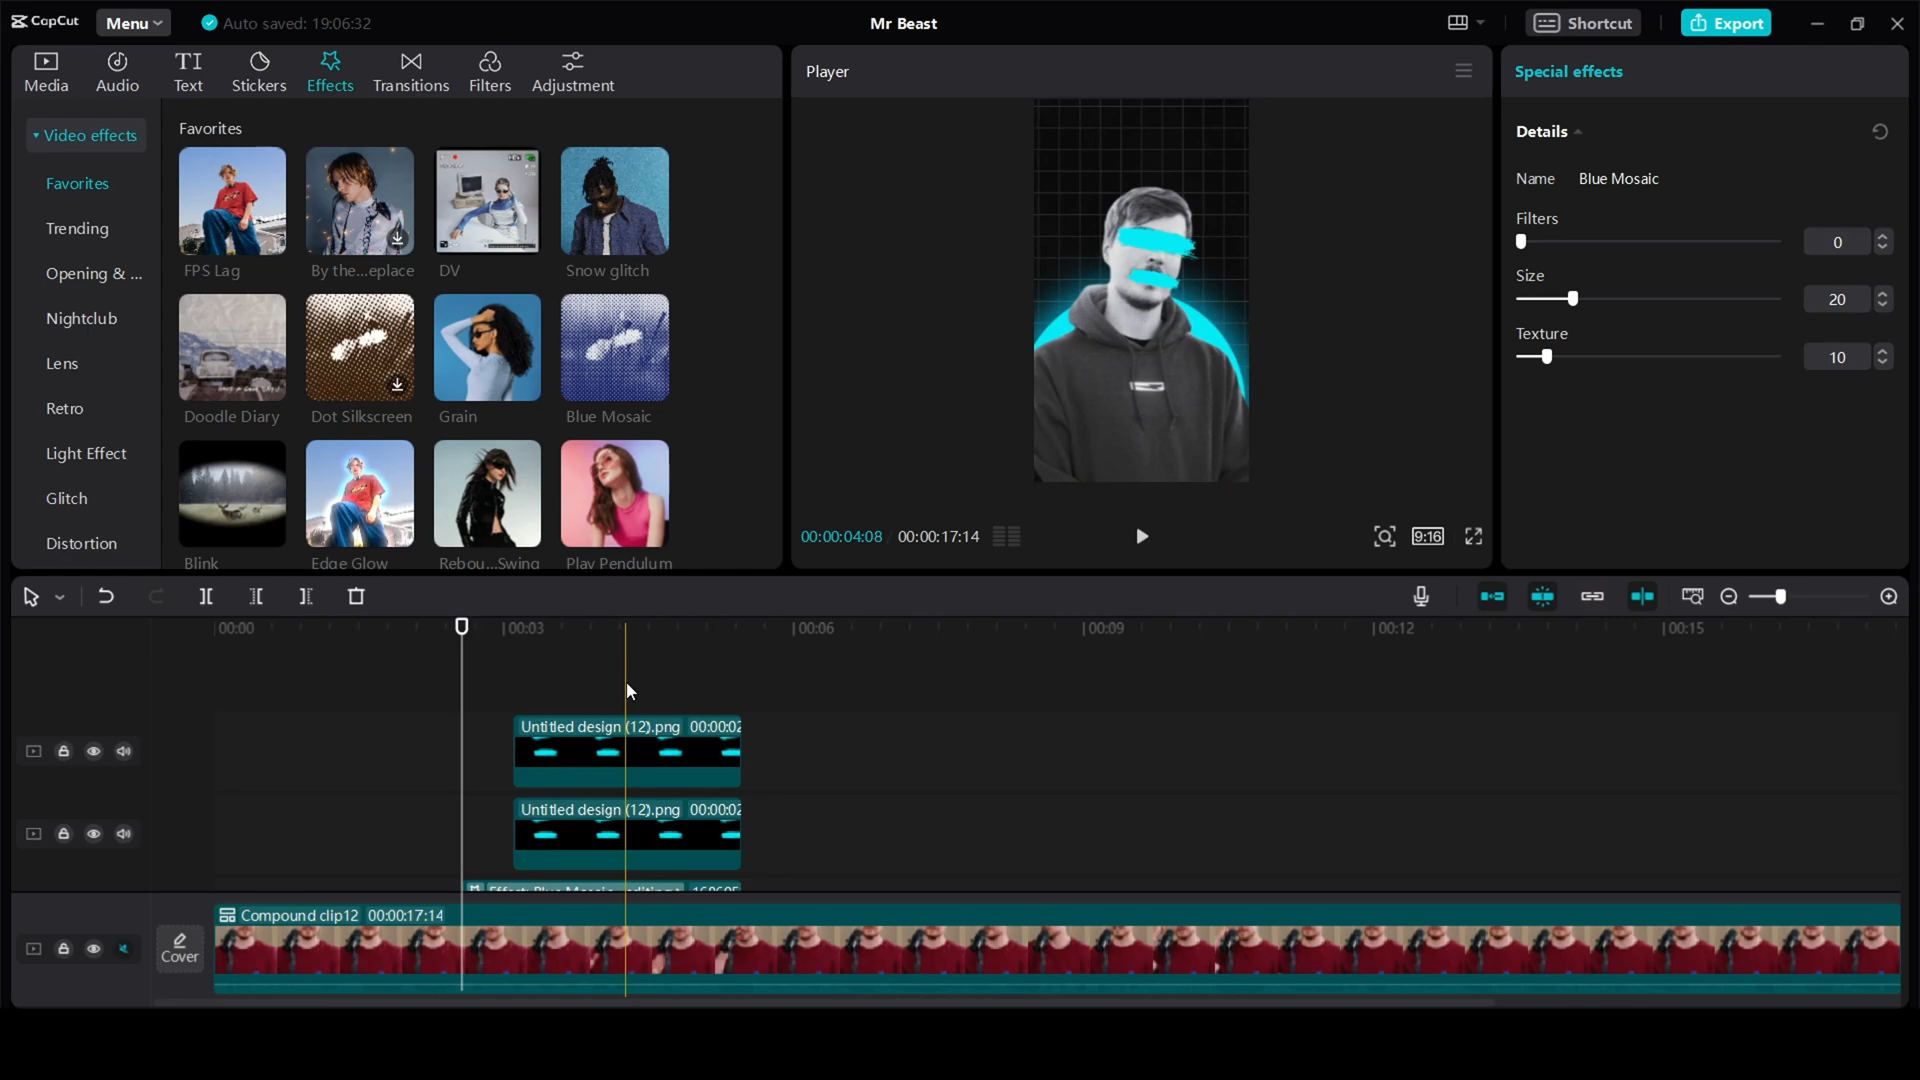 CapCut
Menu
Auto saved: 19:06:32
Mr Beast
Shortcut
Export
Media
Audio
TI
Text
Stickers
Effects
Transitions
Filters
Adjustment
Video effects
Favorites
Trending
Opening & ...
Nightclub
Lens
Retro
Light Effect
Glitch
Distortion
Favorites
FPS Lag
By the...eplace
DV
Snow glitch
Doodle Diary
Dot Silkscreen
Grain
Blue Mosaic
Blink
Edge Glow
Rebou...Swing
Play Pendulum
Player
00:00:04:08 / 00:00:17:14
9:16
Special effects
Details
Name Blue Mosaic
Filters
0
Size
20
Texture
10
00:00
00:03
00:06
00:09
00:12
00:15
Untitled design (12).png 00:00:02
Untitled design (12).png 00:00:02
Effect: Blue Mosaic
Compound clip12 00:00:17:14
Cover